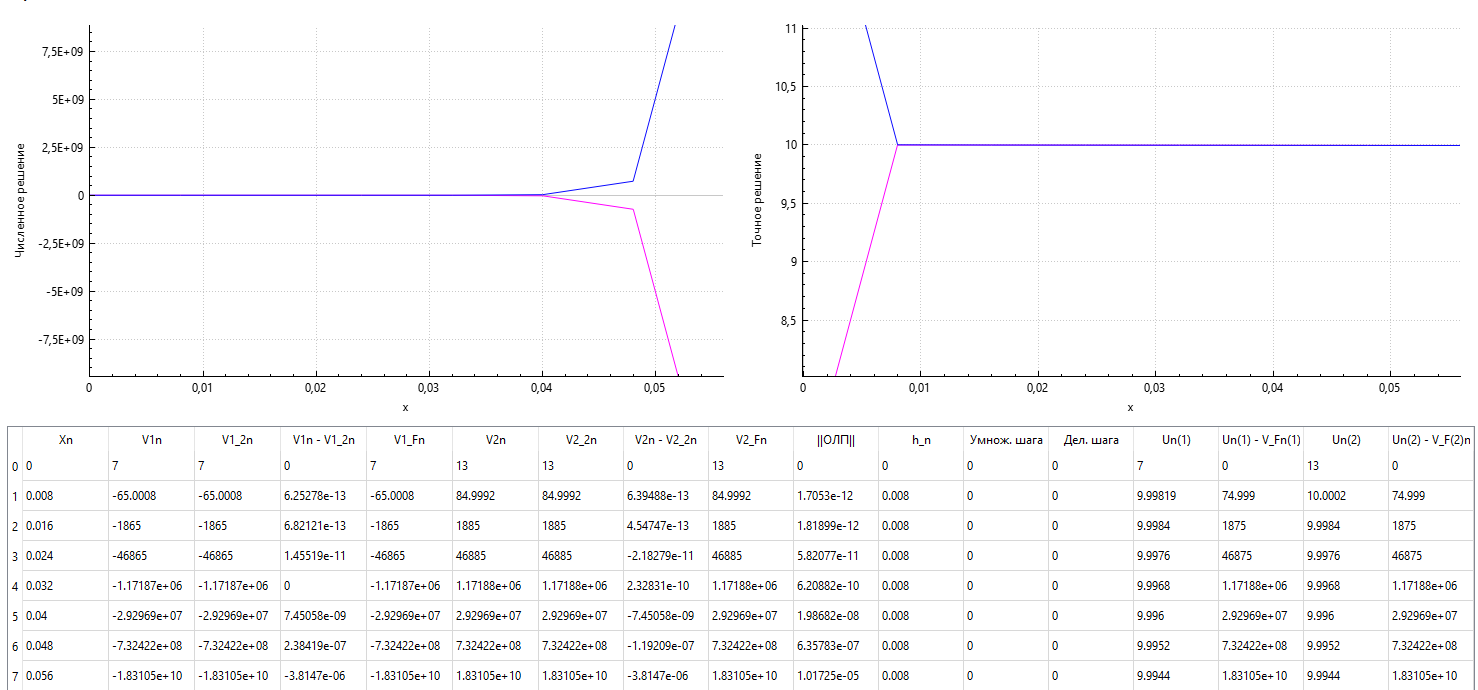 7,5E+09
5E+09
2,5E+09
0
-2,5E+09
-5E+09
-7,5E+09
Численное решение
0 0,01 0,02 0,03 0,04 0,05
x
11
10,5
10
9,5
9
8,5
Точное решение
0 0,01 0,02 0,03 0,04 0,05
x
Xn V1n V1_2n V1n - V1_2n V1_Fn V2n V2_2n V2n - V2_2n V2_Fn ||ОЛП|| h_n Умнож. шага Дел. шага Un(1) Un(1) - V_Fn(1) Un(2) Un(2) - V_F(2)n
0 0 7 7 0 7 13 13 0 13 0 0 0 0 7 0 13 0
1 0.008 -65.0008 -65.0008 6.25278e-13 -65.0008 84.9992 84.9992 6.39488e-13 84.9992 1.7053e-12 0.008 0 0 9.99819 74.999 10.0002 74.999
2 0.016 -1865 -1865 6.82121e-13 -1865 1885 1885 4.54747e-13 1885 1.81899e-12 0.008 0 0 9.9984 1875 9.9984 1875
3 0.024 -46865 -46865 1.45519e-11 -46865 46885 46885 -2.18279e-11 46885 5.82077e-11 0.008 0 0 9.9976 46875 9.9976 46875
4 0.032 -1.17187e+06 -1.17187e+06 0 -1.17187e+06 1.17188e+06 1.17188e+06 2.32831e-10 1.17188e+06 6.20882e-10 0.008 0 0 9.9968 1.17188e+06 9.9968 1.17188e+06
5 0.04 -2.92969e+07 -2.92969e+07 7.45058e-09 -2.92969e+07 2.92969e+07 2.92969e+07 -7.45058e-09 2.92969e+07 1.98682e-08 0.008 0 0 9.996 2.92969e+07 9.996 2.92969e+07
6 0.048 -7.32422e+08 -7.32422e+08 2.38419e-07 -7.32422e+08 7.32422e+08 7.32422e+08 -1.19209e-07 7.32422e+08 6.35783e-07 0.008 0 0 9.9952 7.32422e+08 9.9952 7.32422e+08
7 0.056 -1.83105e+10 -1.83105e+10 -3.8147e-06 -1.83105e+10 1.83105e+10 1.83105e+10 -3.8147e-06 1.83105e+10 1.01725e-05 0.008 0 0 9.9944 1.83105e+10 9.9944 1.83105e+10